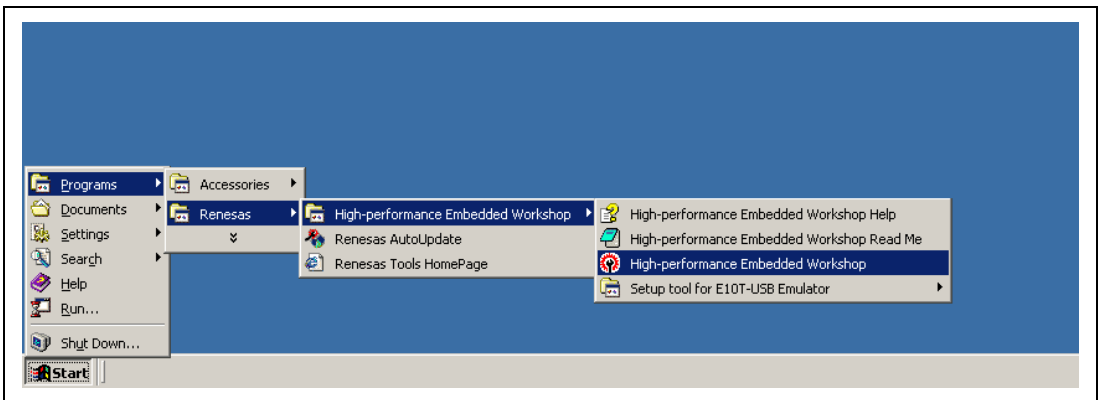 Programs
Documents
Settings
Search
Help
Run...
Shut Down...
Start
Accessories
Renesas
High-performance Embedded Workshop
Renesas AutoUpdate
Renesas Tools HomePage
High-performance Embedded Workshop Help
High-performance Embedded Workshop Read Me
High-performance Embedded Workshop
Setup tool for E10T-USB Emulator